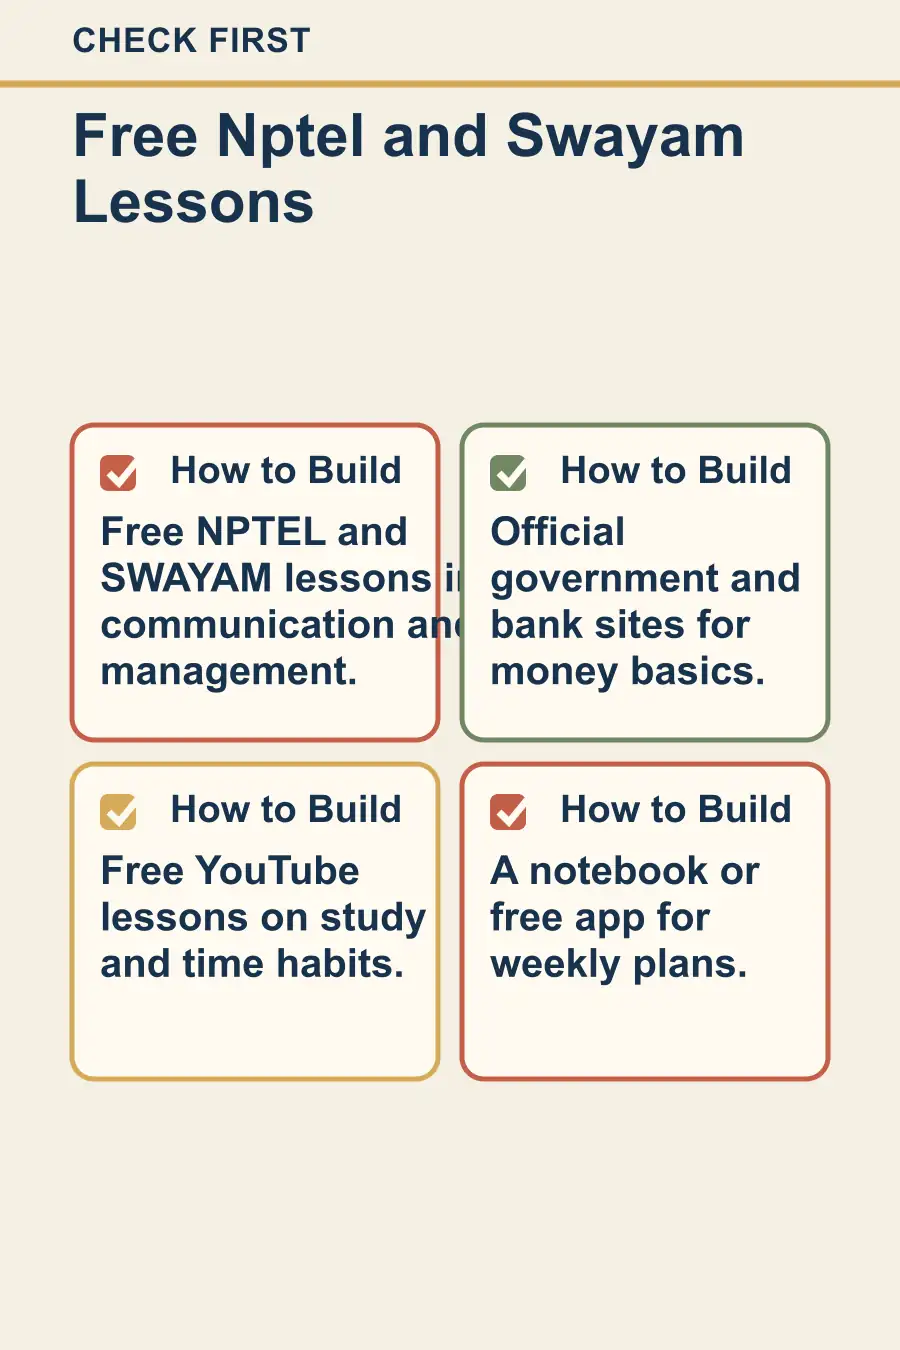 CHECK FIRST
Free Nptel and Swayam
Lessons
How to Build
Free NPTEL and
SWAYAM lessons
communication
management.
How to Build
Official
government and
bank sites for
money basics.
How to Build
Free YouTube
lessons on study
and time habits.
How to Build
A notebook or
free app for
weekly plans.